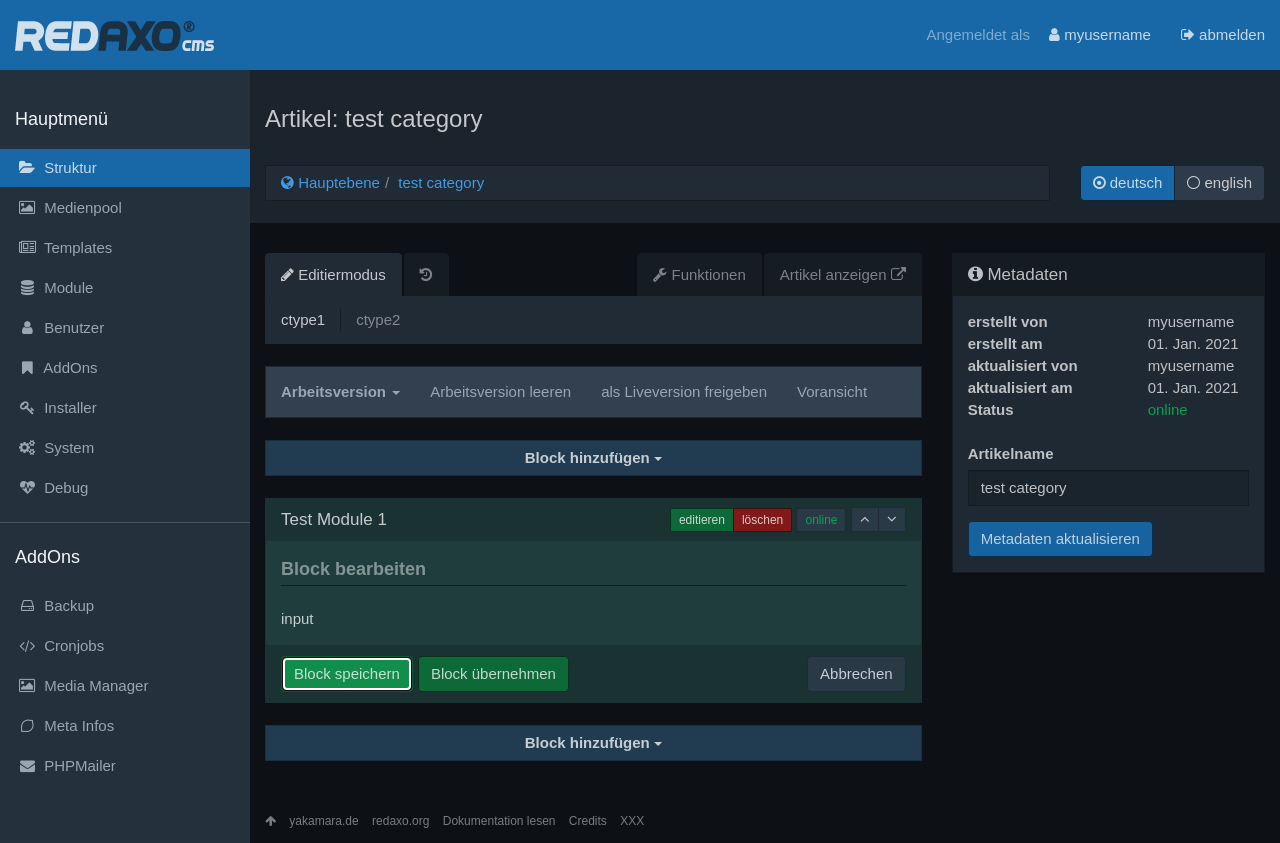 REDAXO® cms
Angemeldet als myusername abmelden
Hauptmenü
Struktur
Medienpool
Templates
Module
Benutzer
AddOns
Installer
System
Debug
AddOns
Backup
Cronjobs
Media Manager
Meta Infos
PHPMailer
Artikel: test category
Hauptebene / test category
deutsch english
Editiermodus Funktionen Artikel anzeigen
ctype1 ctype2
Arbeitsversion Arbeitsversion leeren als Liveversion freigeben Voransicht
Block hinzufügen
Test Module 1 editieren löschen online
Block bearbeiten
input
Block speichern Block übernehmen Abbrechen
Block hinzufügen
Metadaten
erstellt von myusername
erstellt am 01. Jan. 2021
aktualisiert von myusername
aktualisiert am 01. Jan. 2021
Status online
Artikelname
test category
Metadaten aktualisieren
yakamara.de redaxo.org Dokumentation lesen Credits XXX